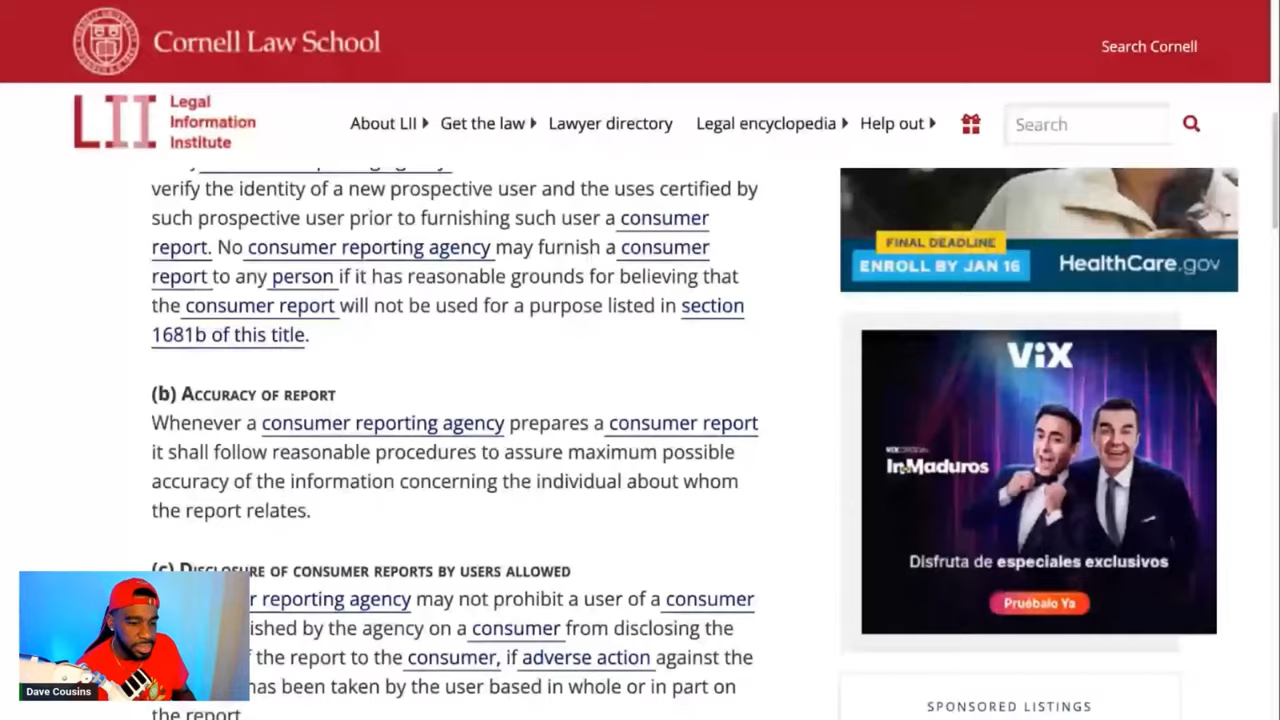 Cornell Law School
Search Cornell
LII
Legal
Information
Institute
About LII
Get the law
Lawyer directory
Legal encyclopedia
Help out
Search
verify the identity of a new prospective user and the uses certified by
such prospective user prior to furnishing such user a consumer
report. No consumer reporting agency may furnish a consumer
report to any person if it has reasonable grounds for believing that
the consumer report will not be used for a purpose listed in section
1681b of this title.
(b) ACCURACY OF REPORT
Whenever a consumer reporting agency prepares a consumer report
it shall follow reasonable procedures to assure maximum possible
accuracy of the information concerning the individual about whom
the report relates.
(c) DISCLOSURE OF CONSUMER REPORTS BY USERS ALLOWED
r reporting agency may not prohibit a user of a consumer
ished by the agency on a consumer from disclosing the
the report to the consumer, if adverse action against the
has been taken by the user based in whole or in part on
the report
FINAL DEADLINE
ENROLL BY JAN 16
HealthCare.gov
ViX
InMaduros
Disfruta de especiales exclusivos
Pruébalo Ya
SPONSORED LISTINGS
Dave Cousins